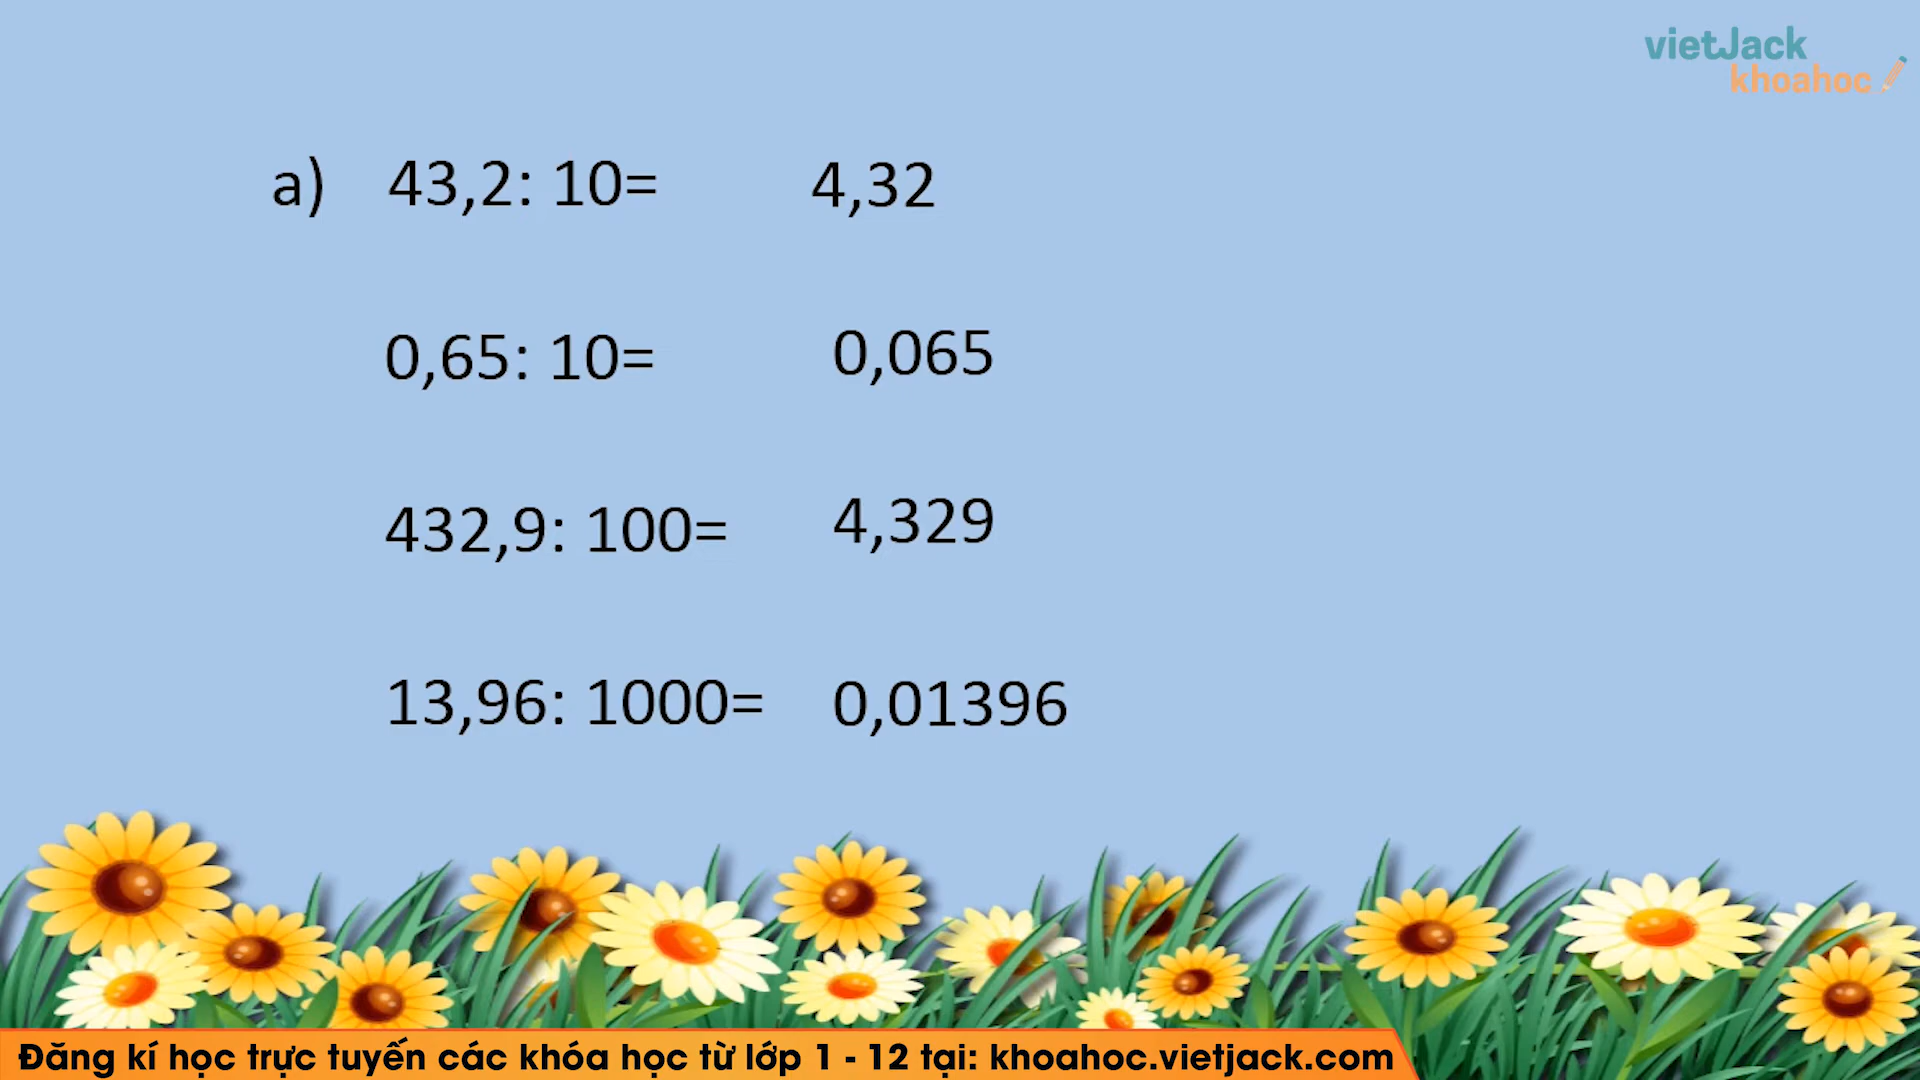 vietJack
khoahoc
a) 43,2: 10= 4,32
0,65: 10= 0,065
432,9: 100= 4,329
13,96: 1000= 0,01396
Đăng kí học trực tuyến các khóa học từ lớp 1 - 12 tại: khoahoc.vietjack.com